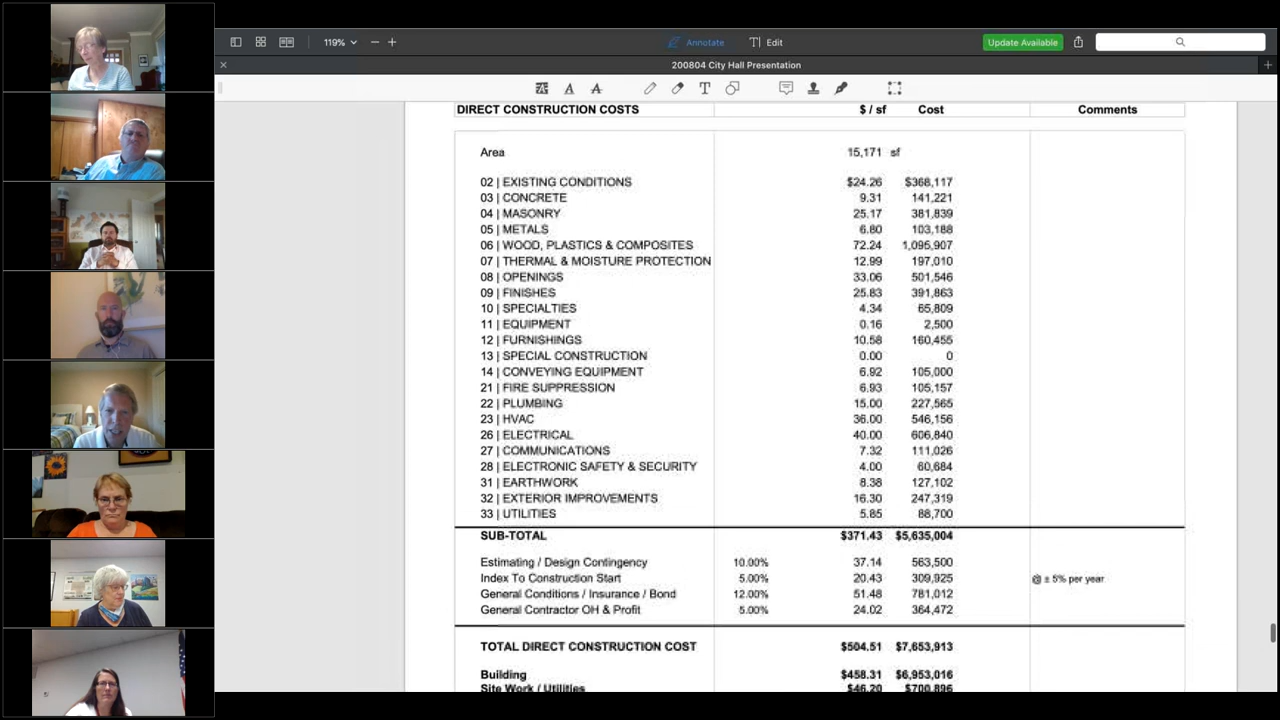 119%
Annotate
Edit
Update Available
200804 City Hall Presentation
DIRECT CONSTRUCTION COSTS $ / sf Cost Comments
Area 15,171 sf
02 | EXISTING CONDITIONS $24.26 $368,117
03 | CONCRETE 9.31 141,221
04 | MASONRY 25.17 381,839
05 | METALS 6.80 103,188
06 | WOOD, PLASTICS & COMPOSITES 72.24 1,095,907
07 | THERMAL & MOISTURE PROTECTION 12.99 197,010
08 | OPENINGS 33.06 501,546
09 | FINISHES 25.83 391,863
10 | SPECIALTIES 4.34 65,809
11 | EQUIPMENT 0.16 2,500
12 | FURNISHINGS 10.58 160,455
13 | SPECIAL CONSTRUCTION 0.00 0
14 | CONVEYING EQUIPMENT 6.92 105,000
21 | FIRE SUPPRESSION 6.93 105,157
22 | PLUMBING 15.00 227,565
23 | HVAC 36.00 546,156
26 | ELECTRICAL 40.00 606,840
27 | COMMUNICATIONS 7.32 111,026
28 | ELECTRONIC SAFETY & SECURITY 4.00 60,684
31 | EARTHWORK 8.38 127,102
32 | EXTERIOR IMPROVEMENTS 16.30 247,319
33 | UTILITIES 5.85 88,700
SUB-TOTAL $371.43 $5,635,004
Estimating / Design Contingency 10.00% 37.14 563,500
Index To Construction Start 5.00% 20.43 309,925 @ ± 5% per year
General Conditions / Insurance / Bond 12.00% 51.48 781,012
General Contractor OH & Profit 5.00% 24.02 364,472
TOTAL DIRECT CONSTRUCTION COST $504.51 $7,653,913
Building $458.31 $6,953,016
Site Work / Utilities $46.20 $700,896